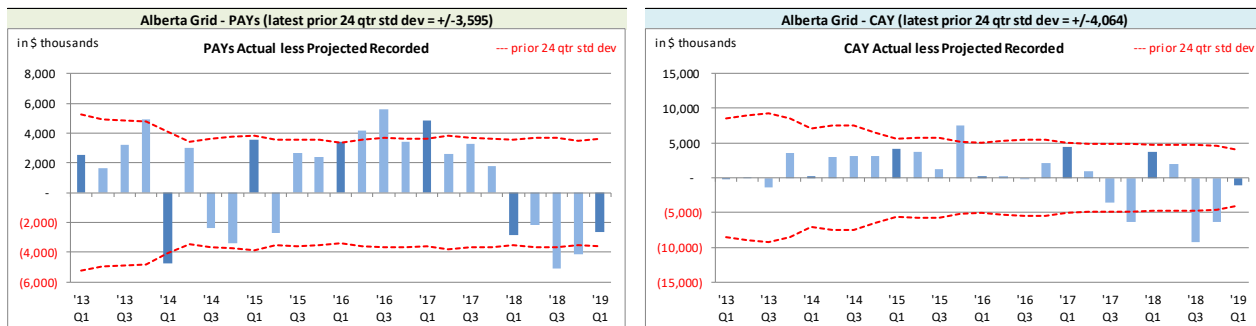 Alberta Grid - PAYs (latest prior 24 qtr std dev = +/-3,595)
in $ thousands
PAYs Actual less Projected Recorded
--- prior 24 qtr std dev
8,000
6,000
4,000
2,000
-
(2,000)
(4,000)
(6,000)
'13 '13 '14 '14 '15 '15 '16 '16 '17 '17 '18 '18 '19
Q1 Q3 Q1 Q3 Q1 Q3 Q1 Q3 Q1 Q3 Q1 Q3 Q1
Alberta Grid - CAY (latest prior 24 qtr std dev = +/-4,064)
in $ thousands
CAY Actual less Projected Recorded
--- prior 24 qtr std dev
15,000
10,000
5,000
-
(5,000)
(10,000)
(15,000)
'13 '13 '14 '14 '15 '15 '16 '16 '17 '17 '18 '18 '19
Q1 Q3 Q1 Q3 Q1 Q3 Q1 Q3 Q1 Q3 Q1 Q3 Q1